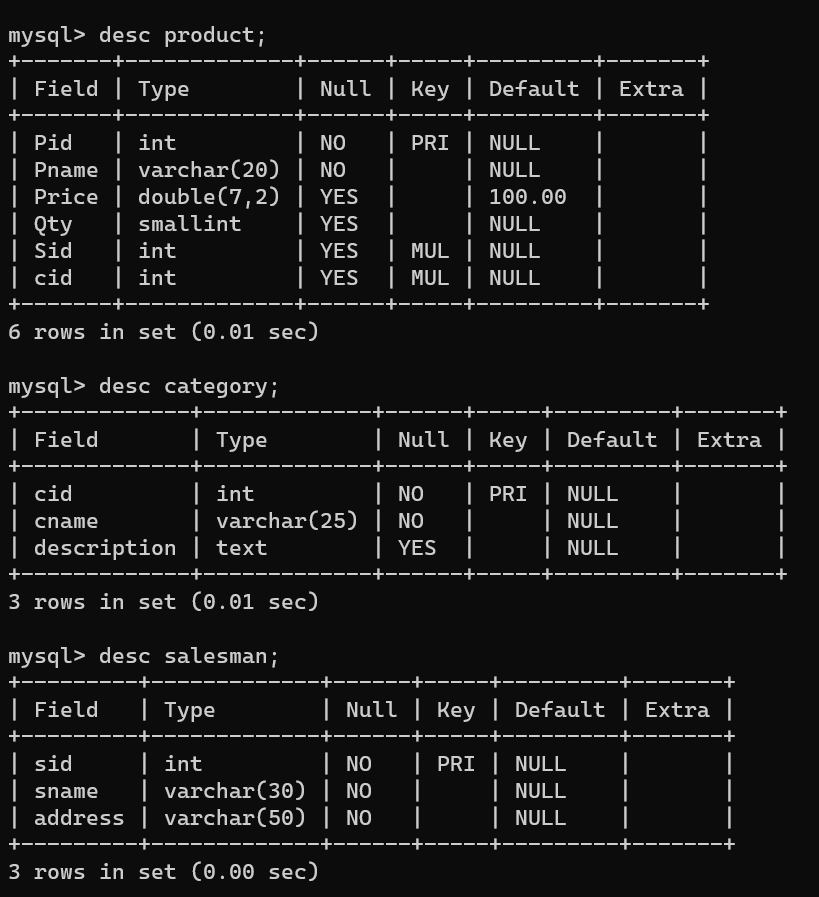 mysql> desc product;
+-------+-------------+------+-----+---------+-------+
| Field | Type        | Null | Key | Default | Extra |
+-------+-------------+------+-----+---------+-------+
| Pid   | int         | NO   | PRI | NULL    |       |
| Pname | varchar(20) | NO   |     | NULL    |       |
| Price | double(7,2) | YES  |     | 100.00  |       |
| Qty   | smallint    | YES  |     | NULL    |       |
| Sid   | int         | YES  | MUL | NULL    |       |
| cid   | int         | YES  | MUL | NULL    |       |
+-------+-------------+------+-----+---------+-------+
6 rows in set (0.01 sec)

mysql> desc category;
+-------------+-------------+------+-----+---------+-------+
| Field       | Type        | Null | Key | Default | Extra |
+-------------+-------------+------+-----+---------+-------+
| cid         | int         | NO   | PRI | NULL    |       |
| cname       | varchar(25) | NO   |     | NULL    |       |
| description | text        | YES  |     | NULL    |       |
+-------------+-------------+------+-----+---------+-------+
3 rows in set (0.01 sec)

mysql> desc salesman;
+---------+-------------+------+-----+---------+-------+
| Field   | Type        | Null | Key | Default | Extra |
+---------+-------------+------+-----+---------+-------+
| sid     | int         | NO   | PRI | NULL    |       |
| sname   | varchar(30) | NO   |     | NULL    |       |
| address | varchar(50) | NO   |     | NULL    |       |
+---------+-------------+------+-----+---------+-------+
3 rows in set (0.00 sec)